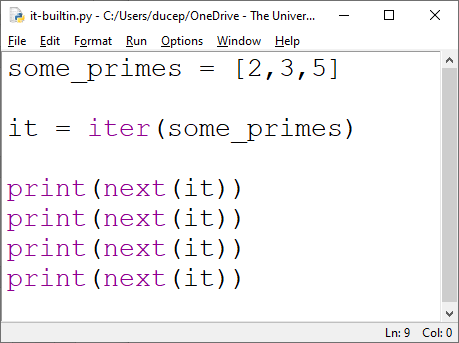 it-builtin.py - C:/Users/ducep/OneDrive - The Univer...
File Edit Format Run Options Window Help
some_primes = [2,3,5]
it = iter(some_primes)
print(next(it))
print(next(it))
print(next(it))
print(next(it))
Ln: 9 Col: 0